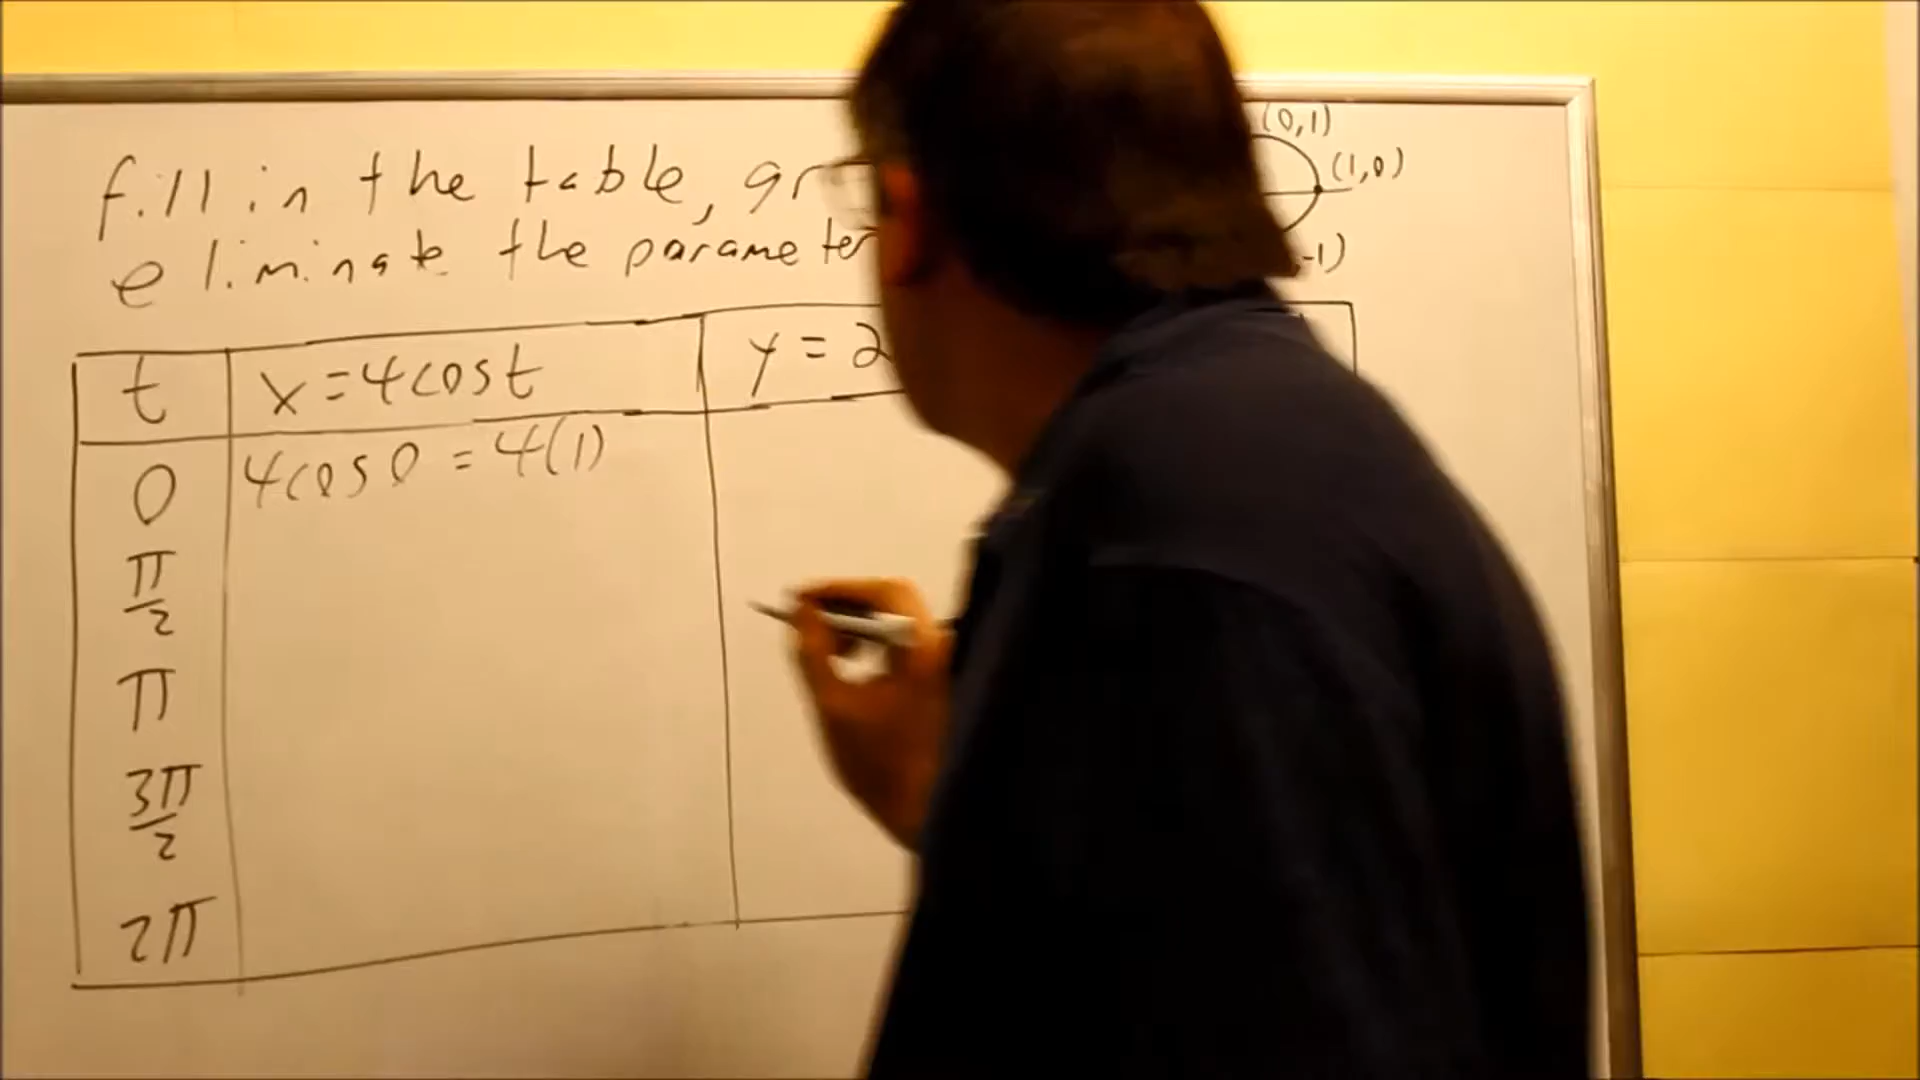 (0,1)
(1,0)
-1)
fill in the table, gr
eliminate the parameter
t x=4cost y=2
0 4cos0 = 4(1)
π/2
π
3π/2
2π